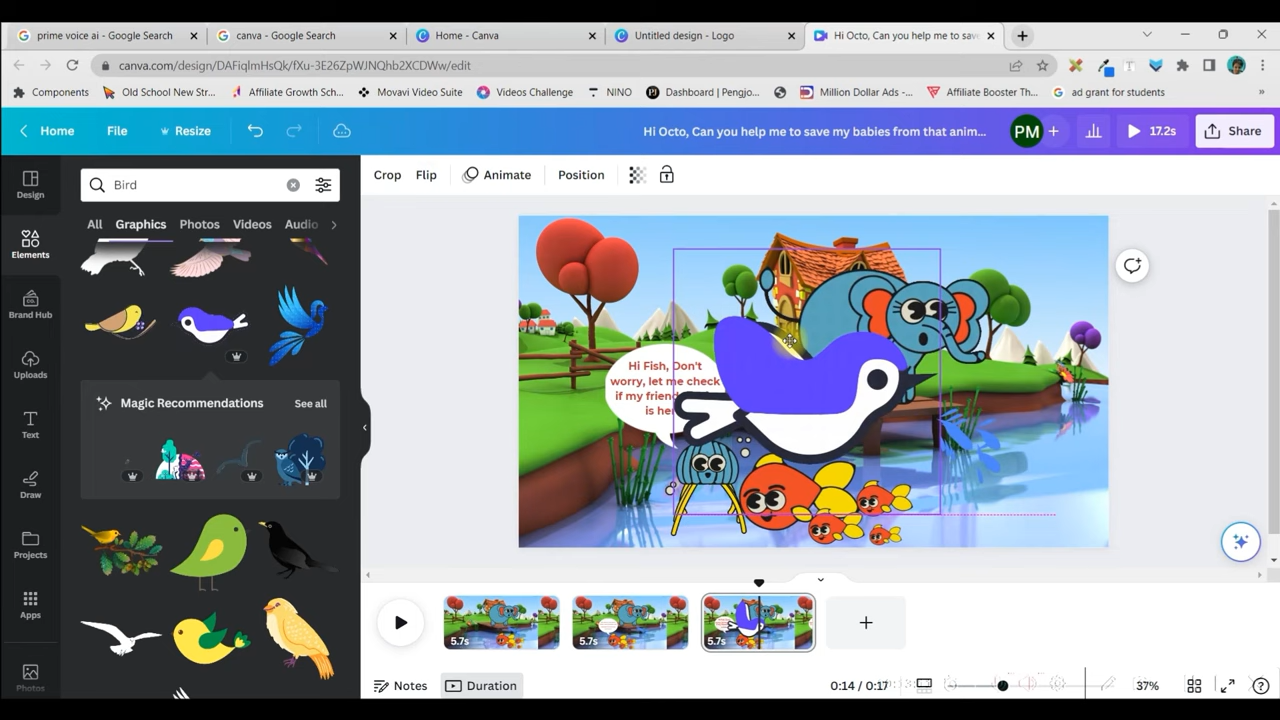 prime voice ai - Google Search
canva - Google Search
Home - Canva
Untitled design - Logo
Hi Octo, Can you help me to save
canva.com/design/DAFiqlmHsQk/fXu-3E26ZpWJNQhb2XCDWw/edit
Components
Old School New Str...
Affiliate Growth Sch...
Movavi Video Suite
Videos Challenge
NINO
Dashboard | Pengjo...
Million Dollar Ads -...
Affiliate Booster Th...
ad grant for students
Home
File
Resize
Hi Octo, Can you help me to save my babies from that anim...
PM
17.2s
Share
Design
Elements
Brand Hub
Uploads
Text
Draw
Projects
Apps
Photos
Bird
All
Graphics
Photos
Videos
Audio
Magic Recommendations
See all
Crop
Flip
Animate
Position
Hi Fish, Don't
worry, let me check
if my
5.7s
5.7s
5.7s
Notes
Duration
0:14 / 0:17
37%